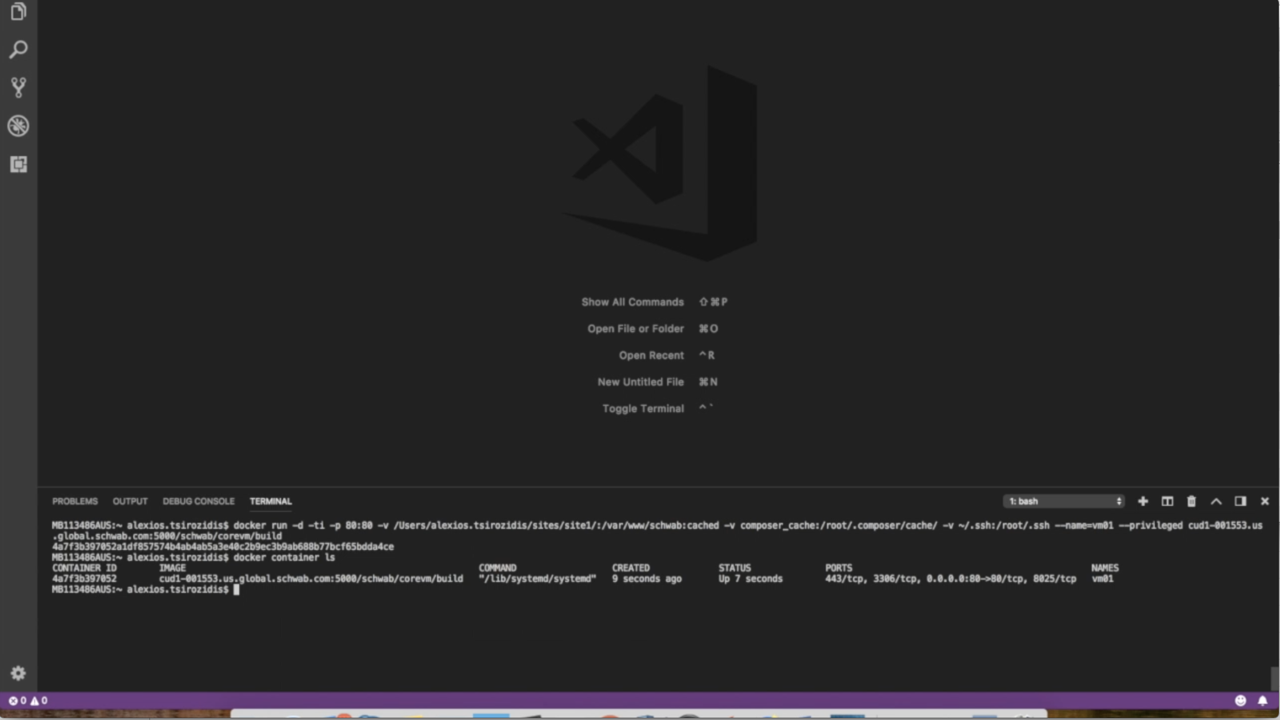 Show All Commands ⇧⌘P
Open File or Folder ⌘O
Open Recent ^R
New Untitled File ⌘N
Toggle Terminal ^`
PROBLEMS OUTPUT DEBUG CONSOLE TERMINAL 1: bash
MB113486AUS:~ alexios.tsirozidis$ docker run -d -ti -p 80:80 -v /Users/alexios.tsirozidis/sites/site1/:/var/www/schwab:cached -v composer_cache:/root/.composer/cache/ -v ~/.ssh:/root/.ssh --name=vm01 --privileged cud1-001553.us
.global.schwab.com:5000/schwab/corevm/build
4a7f3b397052a1df857574b4ab4ab5a3e40c2b9ec3b9ab688b77bcf65bdda4ce
MB113486AUS:~ alexios.tsirozidis$ docker container ls
CONTAINER ID IMAGE COMMAND CREATED STATUS PORTS NAMES
4a7f3b397052 cud1-001553.us.global.schwab.com:5000/schwab/corevm/build "/lib/systemd/systemd" 9 seconds ago Up 7 seconds 443/tcp, 3306/tcp, 0.0.0.0:80->80/tcp, 8025/tcp vm01
MB113486AUS:~ alexios.tsirozidis$
0 0